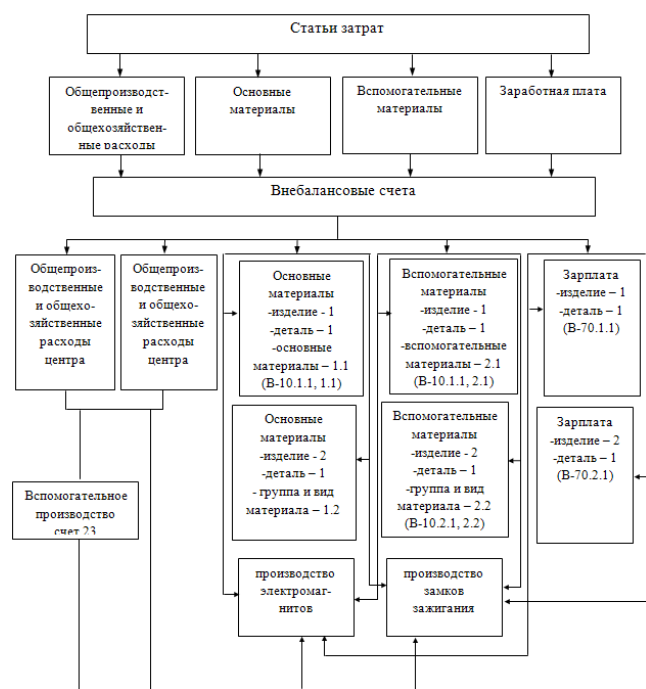 Статьи затрат
Общепроизводст-
венные и
общехозяйствен-
ные расходы
Основные
материалы
Вспомогательные
материалы
Заработная плата
Внебалансовые счета
Общепроиз-
водственные
и общехо-
зяйственные
расходы
центра
Общепроиз-
водственные
и общехо-
зяйственные
расходы
центра
Основные
материалы
-изделие - 1
-деталь – 1
-основные
материалы – 1.1
(В-10.1.1, 1.1)
Вспомогательные
материалы
-изделие - 1
-деталь – 1
-вспомогательные
материалы – 2.1
(В-10.1.1, 2.1)
Зарплата
-изделие – 1
-деталь – 1
(В-70.1.1)
Основные
материалы
-изделие - 2
-деталь – 1
- группа и вид
материала – 1.2
Вспомогательные
материалы
-изделие - 2
-деталь – 1
-группа и вид
материала – 2.2
(В-10.2.1, 2.2)
Зарплата
-изделие – 2
-деталь – 1
(В-70.2.1)
Вспомогательное
производство
счет 23
производство
электромаг-
нитов
производство
замков
зажигания